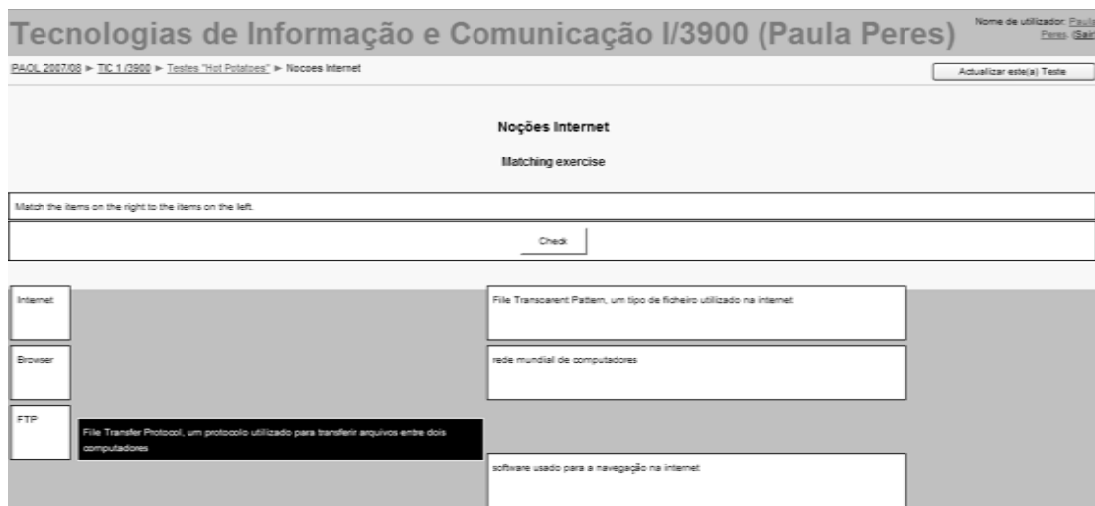 Tecnologias de Informação e Comunicação I/3900 (Paula Peres)
Nome de utilizador: Paula
Peres. (Sair)
PAOL 2007/08 ► TIC 1 /3900 ► Testes "Hot Potatoes" ► Nocoes Internet
Actualizar este(a) Teste
Noções Internet
Matching exercise
Match the items on the right to the items on the left.
Check
Internet
File Transparent Pattern, um tipo de ficheiro utilizado na internet
Browser
rede mundial de computadores
FTP
File Transfer Protocol, um protocolo utilizado para transferir arquivos entre dois
computadores
software usado para a navegação na internet